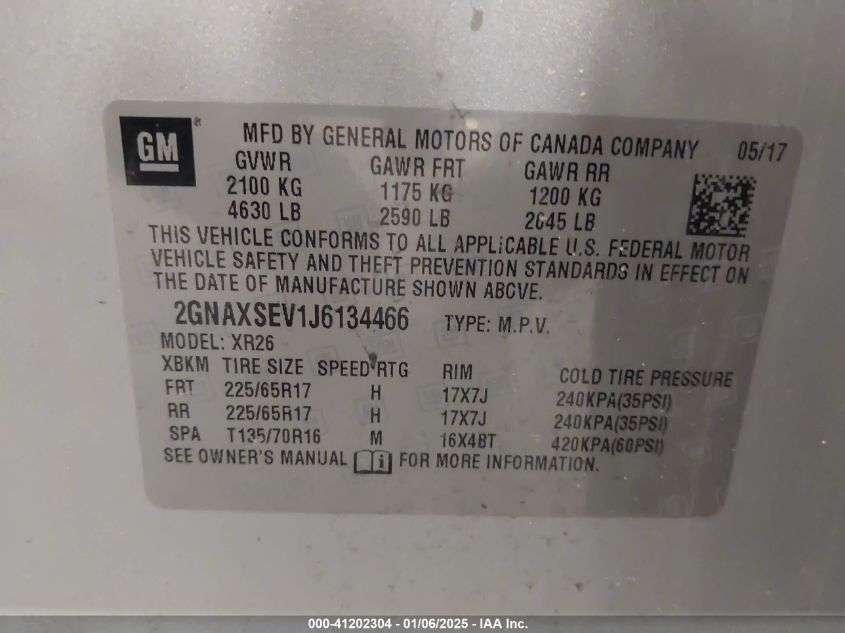 GM ® MFD BY GENERAL MOTORS OF CANADA COMPANY 05/17
GVWR GAWR FRT GAWR RR
2100 KG 1175 KG 1200 KG
4630 LB 2590 LB 2645 LB
THIS VEHICLE CONFORMS TO ALL APPLICABLE U.S. FEDERAL MOTOR
VEHICLE SAFETY AND THEFT PREVENTION STANDARDS IN EFFECT ON
THE DATE OF MANUFACTURE SHOWN ABOVE.
2GNAXSEV1J6134466 TYPE: M.P.V.
MODEL: XR26
XBKM TIRE SIZE SPEED RTG RIM COLD TIRE PRESSURE
FRT 225/65R17 H 17X7J 240KPA(35PSI)
RR 225/65R17 H 17X7J 240KPA(35PSI)
SPA T135/70R16 M 16X4BT 420KPA(60PSI)
SEE OWNER'S MANUAL i FOR MORE INFORMATION.
000-41202304 - 01/06/2025 - IAA Inc.